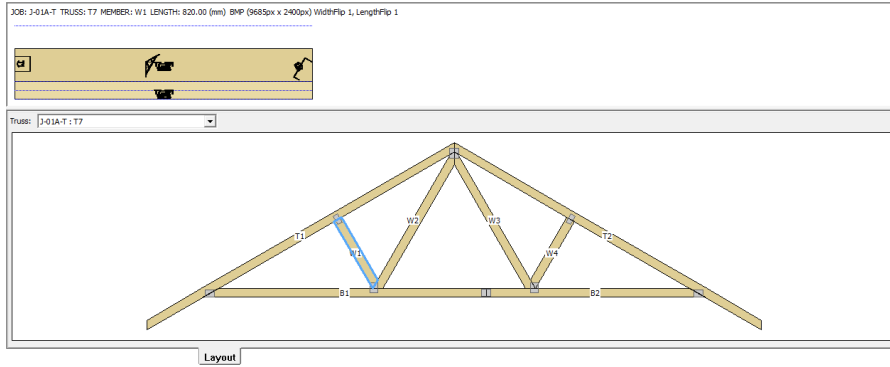 JOB: J-01A-T TRUSS: T7 MEMBER: W1 LENGTH: 820.00 (mm) BMP (9685px x 2400px) WidthFlip 1, LengthFlip 1
Truss: J-01A-T : T7
W2 W3
T1 T2
W1 W4
B1 B2
Layout